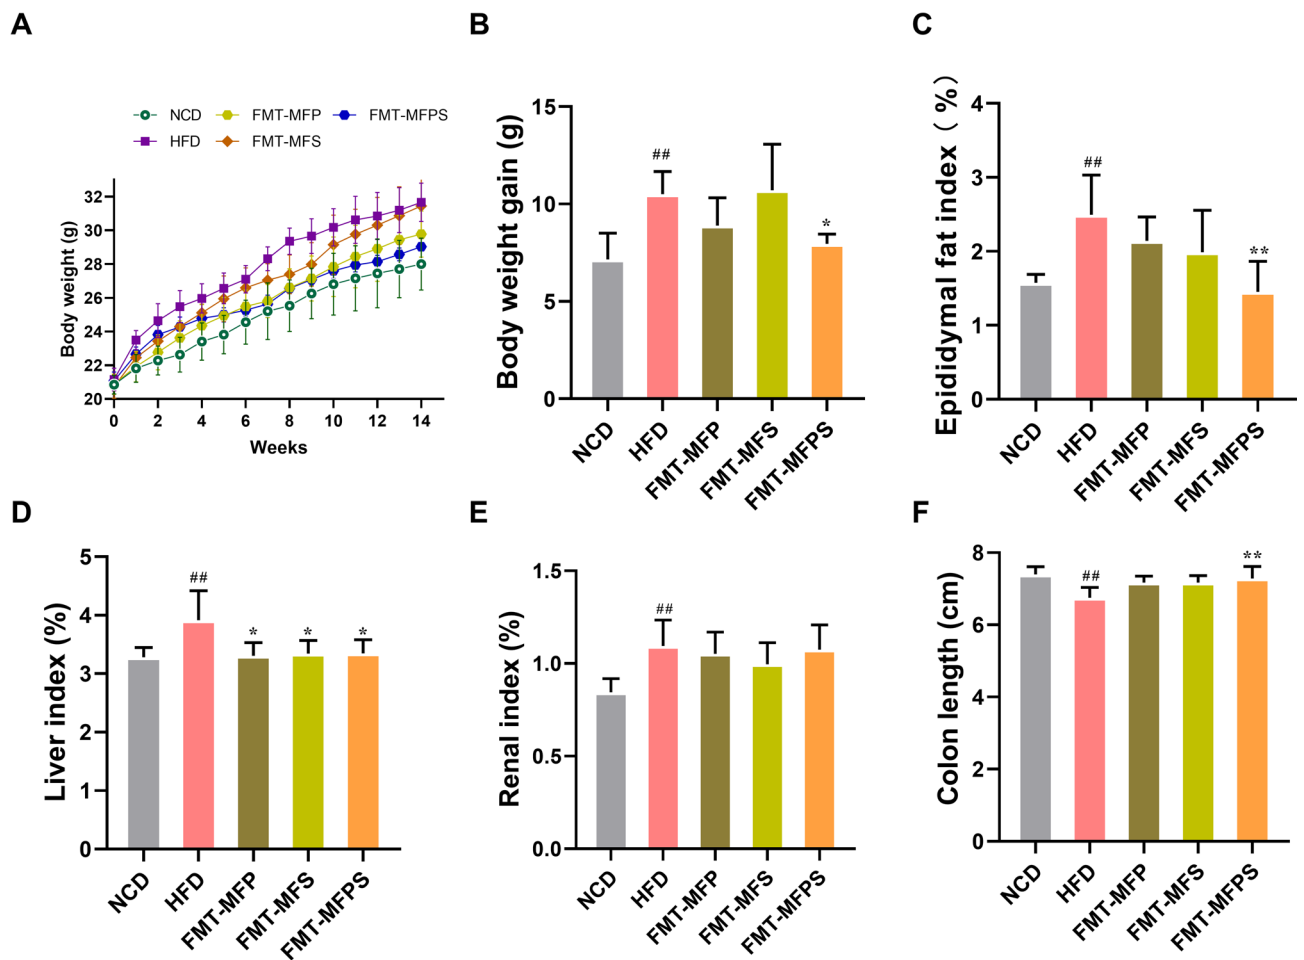 A
NCD FMT-MFP FMT-MFPS
HFD FMT-MFS
Body weight (g)
32
30
28
26
24
22
20
0 2 4 6 8 10 12 14
Weeks
B
Body weight gain (g)
15
10
5
0
##
*
NCD HFD FMT-MFP FMT-MFS FMT-MFPS
C
Epididymal fat index（%）
4
3
2
1
0
##
**
NCD HFD FMT-MFP FMT-MFS FMT-MFPS
D
Liver index (%)
5
4
3
2
1
0
##
* * *
NCD HFD FMT-MFP FMT-MFS FMT-MFPS
E
Renal index (%)
1.5
1.0
0.5
0.0
##
NCD HFD FMT-MFP FMT-MFS FMT-MFPS
F
Colon length (cm)
8
6
4
2
0
##
**
NCD HFD FMT-MFP FMT-MFS FMT-MFPS